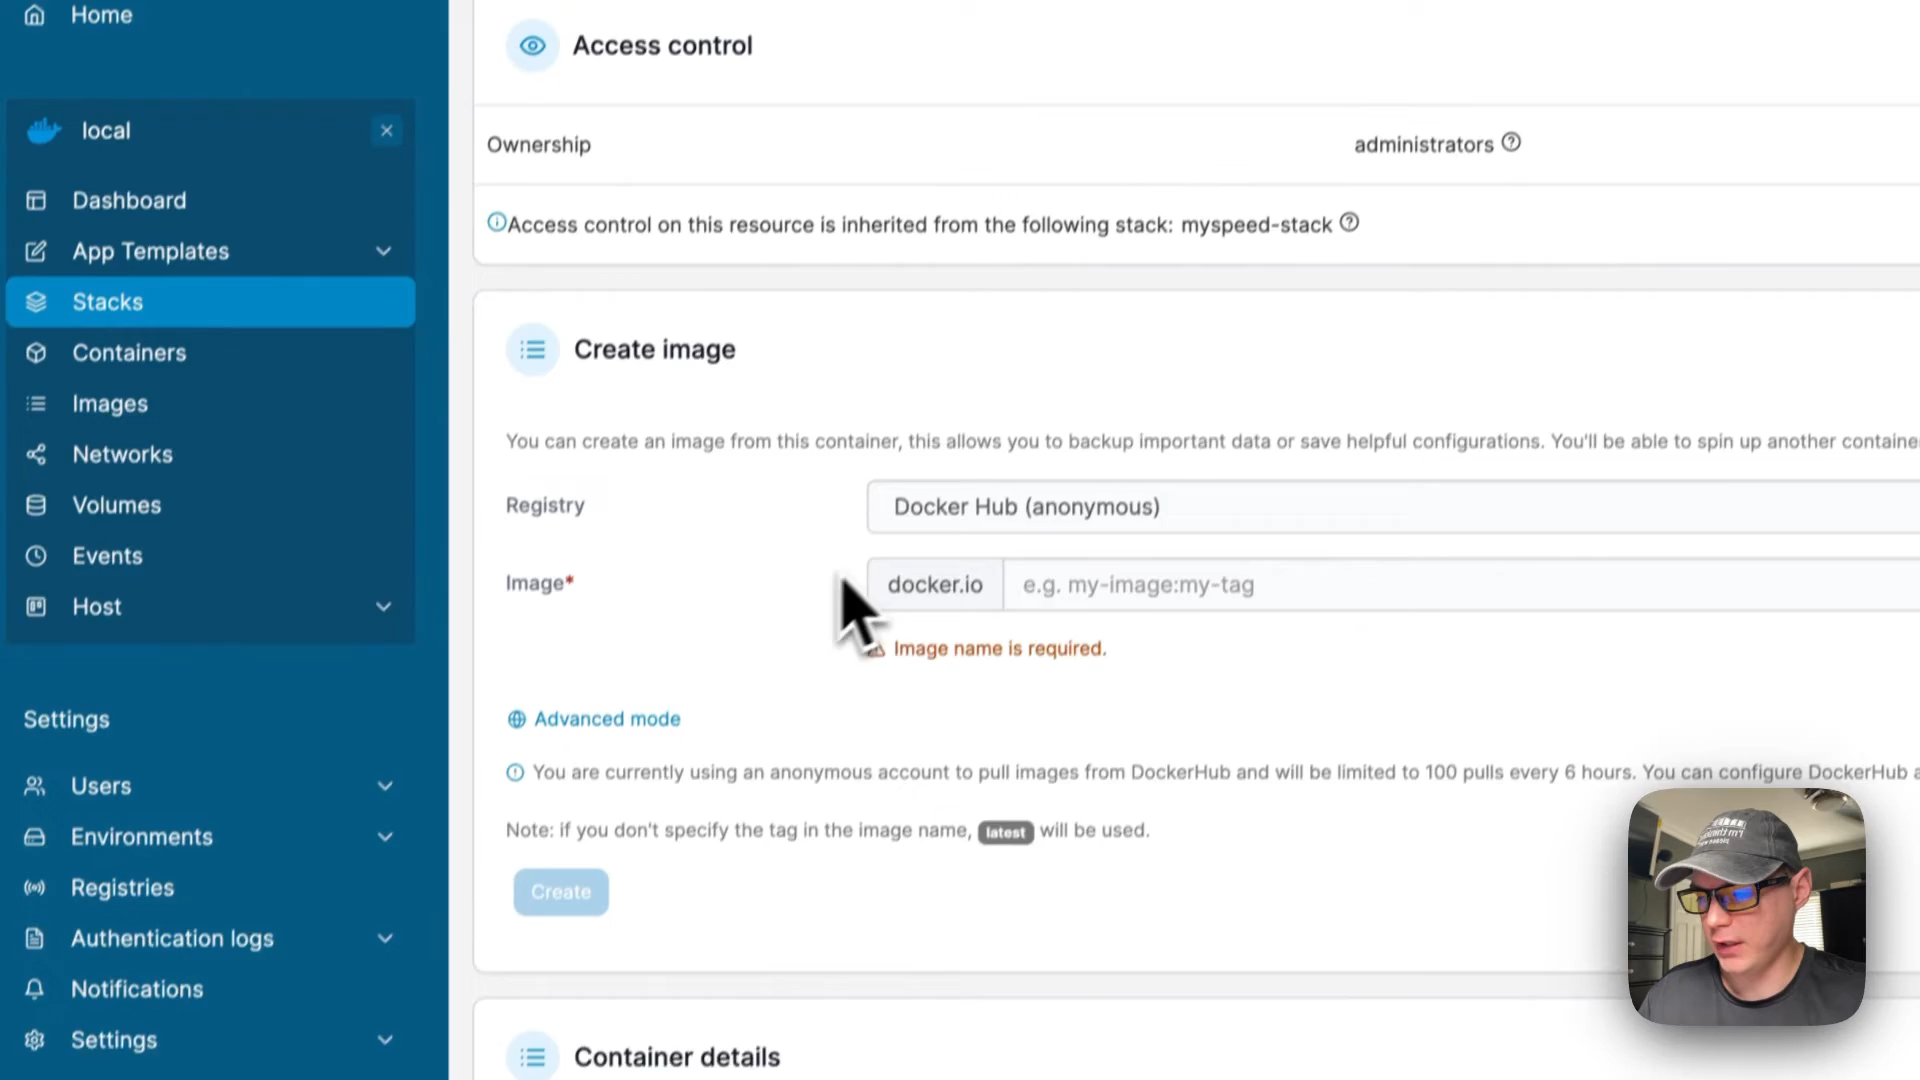 Home
local
Dashboard
App Templates
Stacks
Containers
Images
Networks
Volumes
Events
Host
Settings
Users
Environments
Registries
Authentication logs
Notifications
Settings
Access control
Ownership administrators
Access control on this resource is inherited from the following stack: myspeed-stack
Create image
You can create an image from this container, this allows you to backup important data or save helpful configurations. You'll be able to spin up another
Registry Docker Hub (anonymous)
Image* docker.io e.g. my-image:my-tag
Image name is required.
Advanced mode
You are currently using an anonymous account to pull images from DockerHub and will be limited to 100 pulls every 6 hours. You can configure DockerHub
Note: if you don't specify the tag in the image name, latest will be used.
Create
Container details